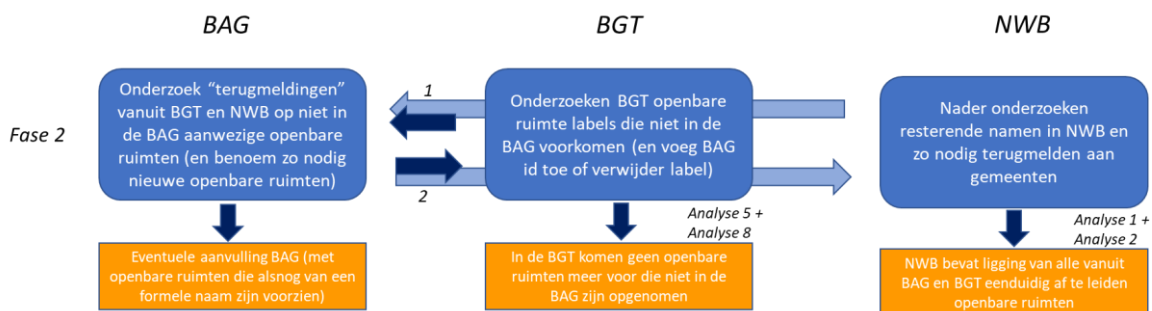 BAG
BGT
NWB
Fase 2
Onderzoek “terugmeldingen”
vanuit BGT en NWB op niet in
de BAG aanwezige openbare
ruimten (en benoem zo nodig
nieuwe openbare ruimten)
1
2
Onderzoeken BGT openbare
ruimte labels die niet in de
BAG voorkomen (en voeg BAG
id toe of verwijder label)
Nader onderzoeken
resterende namen in NWB en
zo nodig terugmelden aan
gemeenten
Analyse 5 +
Analyse 8
Analyse 1 +
Analyse 2
Eventuele aanvulling BAG (met
openbare ruimten die alsnog van een
formele naam zijn voorzien)
In de BGT komen geen openbare
ruimten meer voor die niet in de
BAG zijn opgenomen
NWB bevat ligging van alle vanuit
BAG en BGT eenduidig af te leiden
openbare ruimten